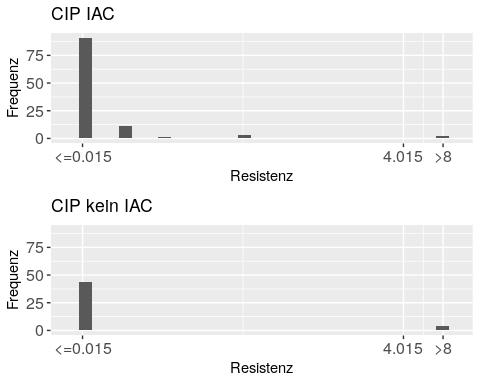 CIP IAC
Frequenz
75
50
25
0
<=0.015 4.015 >8
Resistenz
CIP kein IAC
Frequenz
75
50
25
0
<=0.015 4.015 >8
Resistenz